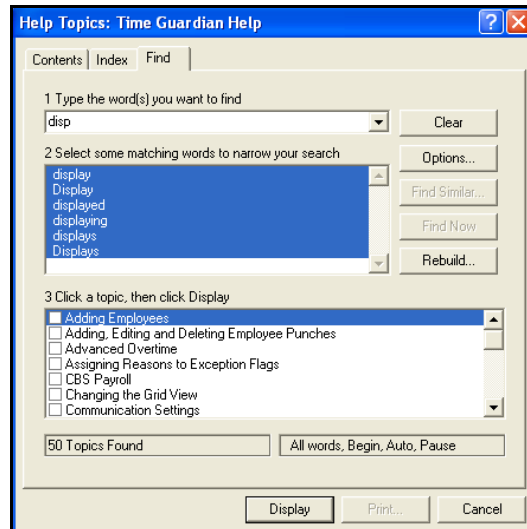 Help Topics: Time Guardian Help
Contents Index Find
1 Type the word(s) you want to find
disp
Clear
2 Select some matching words to narrow your search
Options...
display
Display
displayed
displaying
displays
Displays
Find Similar...
Find Now
Rebuild...
3 Click a topic, then click Display
Adding Employees
Adding, Editing and Deleting Employee Punches
Advanced Overtime
Assigning Reasons to Exception Flags
CBS Payroll
Changing the Grid View
Communication Settings
50 Topics Found
All words, Begin, Auto, Pause
Display Print... Cancel